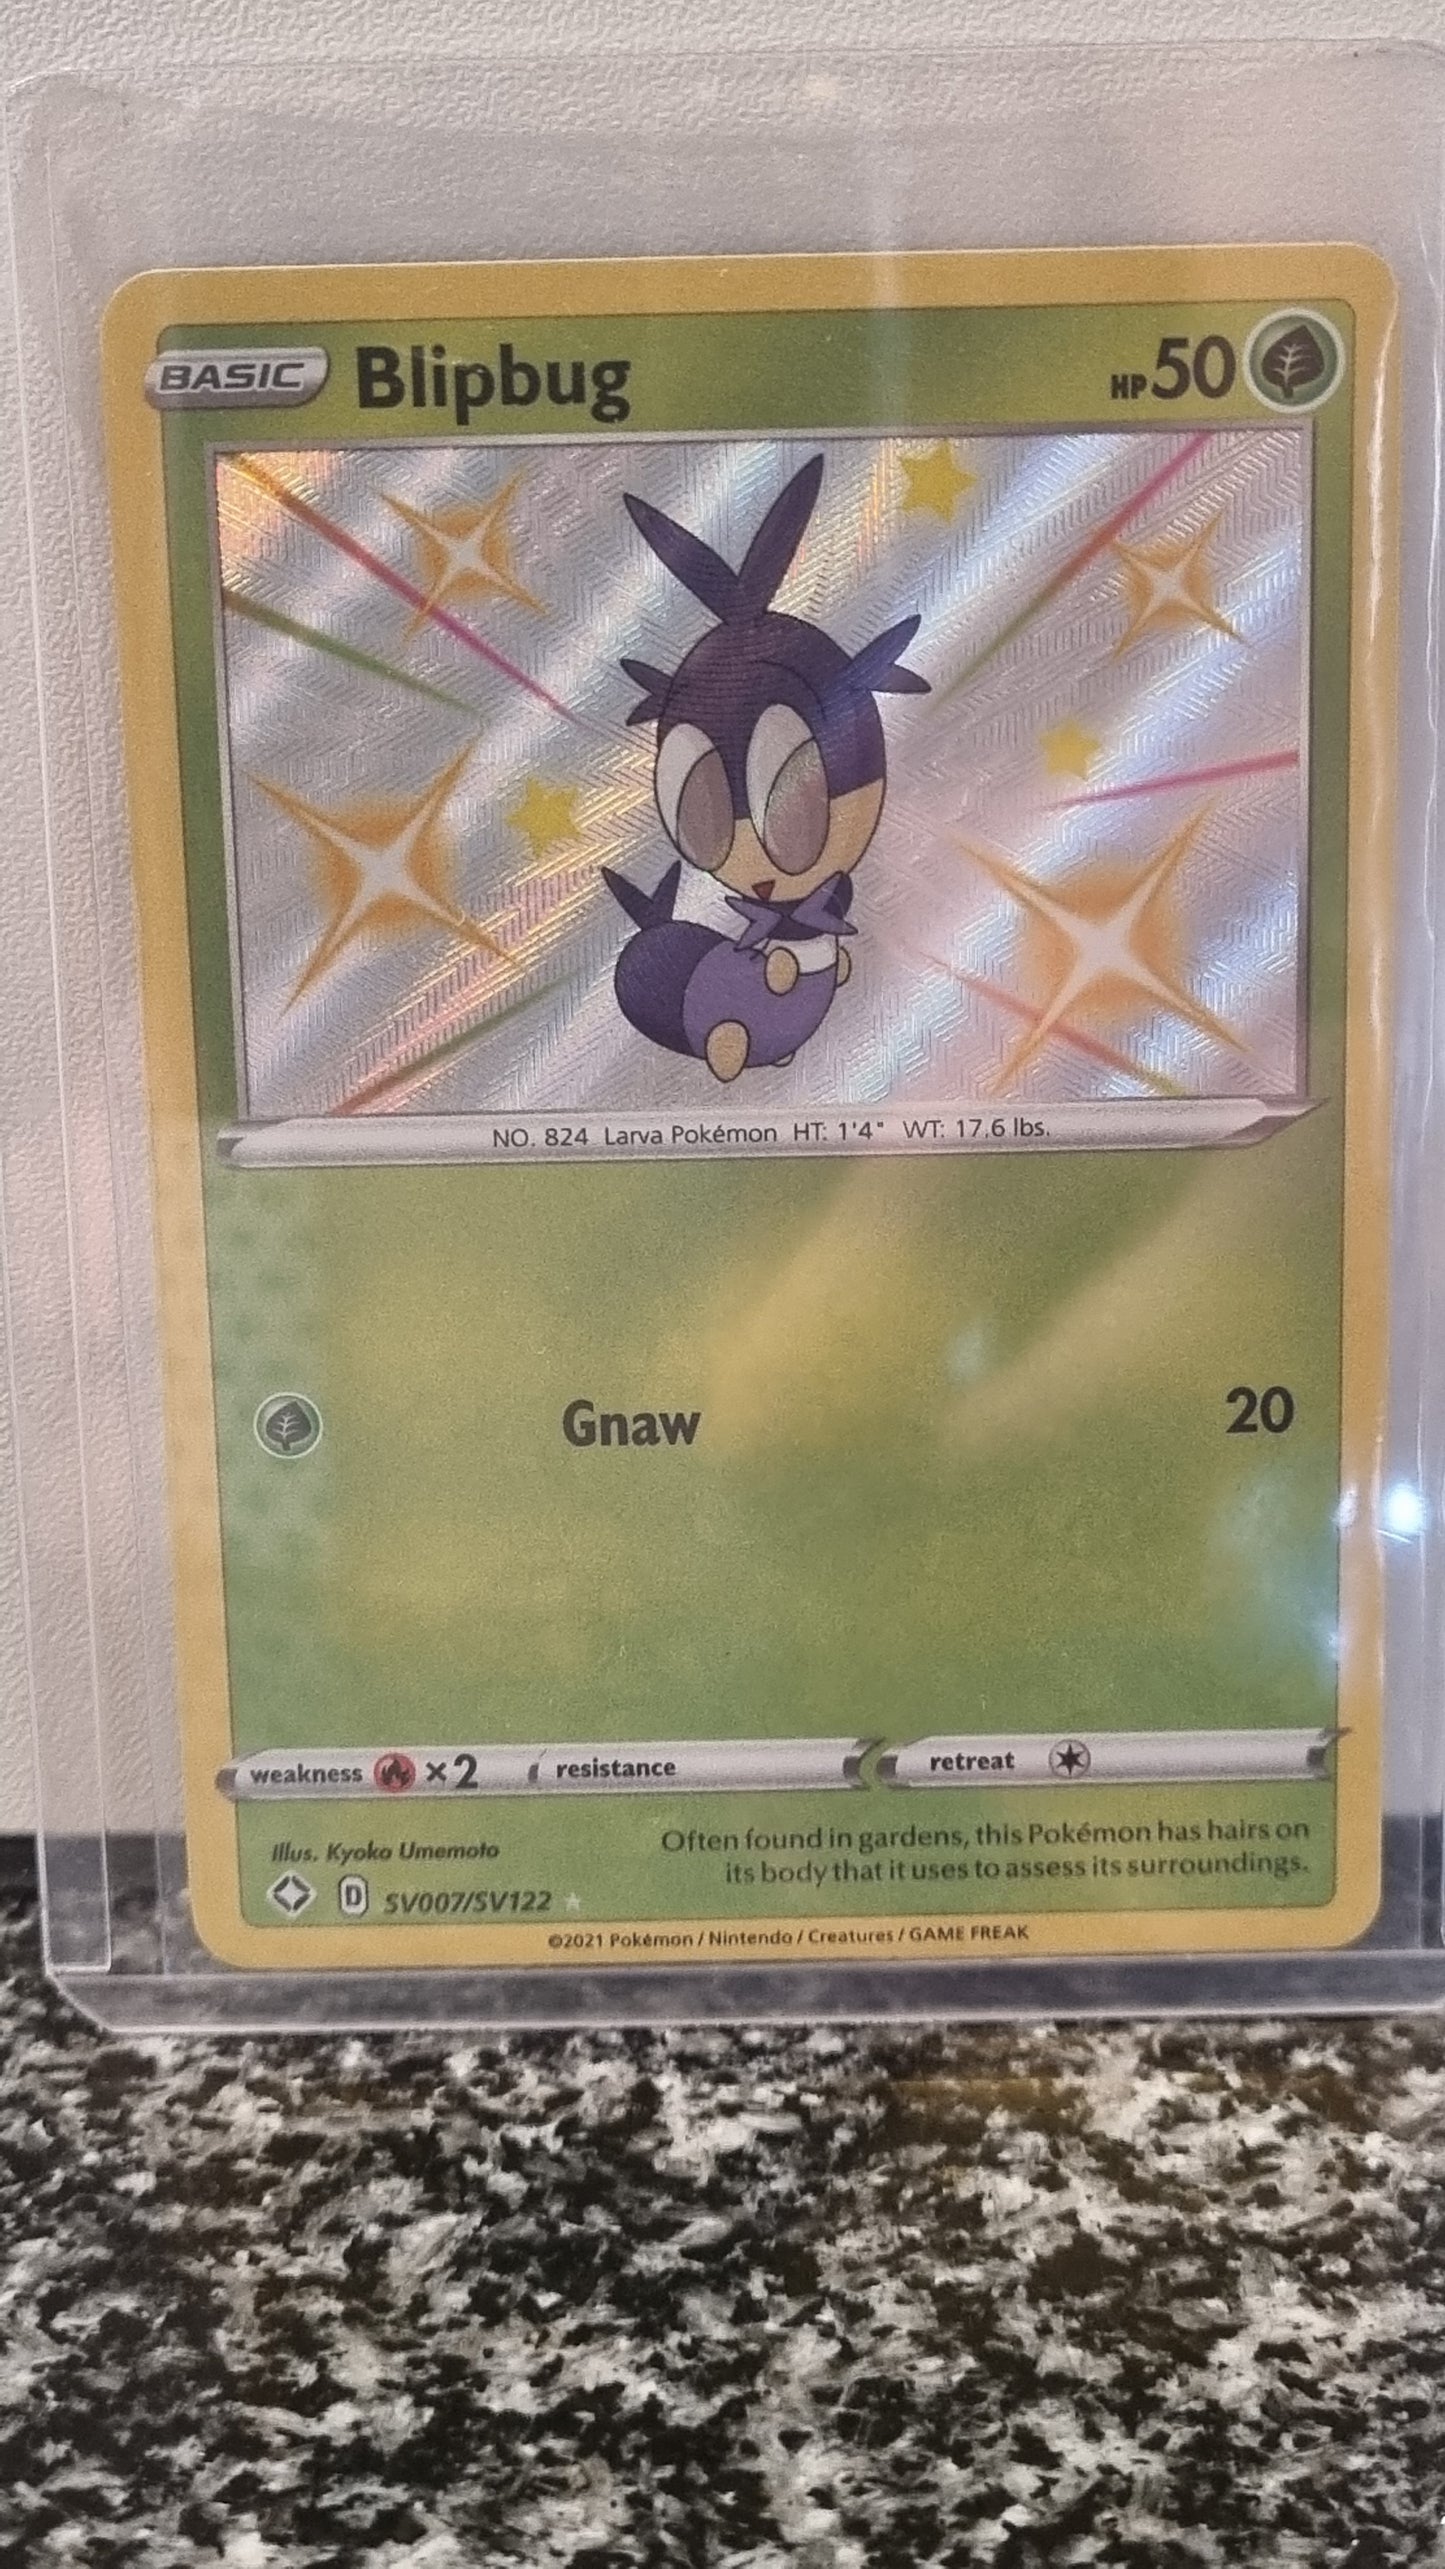 BASIC Blipbug HP 50
NO. 824 Larva Pokémon HT: 1'4" WT: 17.6 lbs.
Gnaw 20
weakness ×2 resistance retreat
Illus. Kyoko Umemoto
Often found in gardens, this Pokémon has hairs on
its body that it uses to assess its surroundings.
D SV007/SV122
©2021 Pokémon / Nintendo / Creatures / GAME FREAK